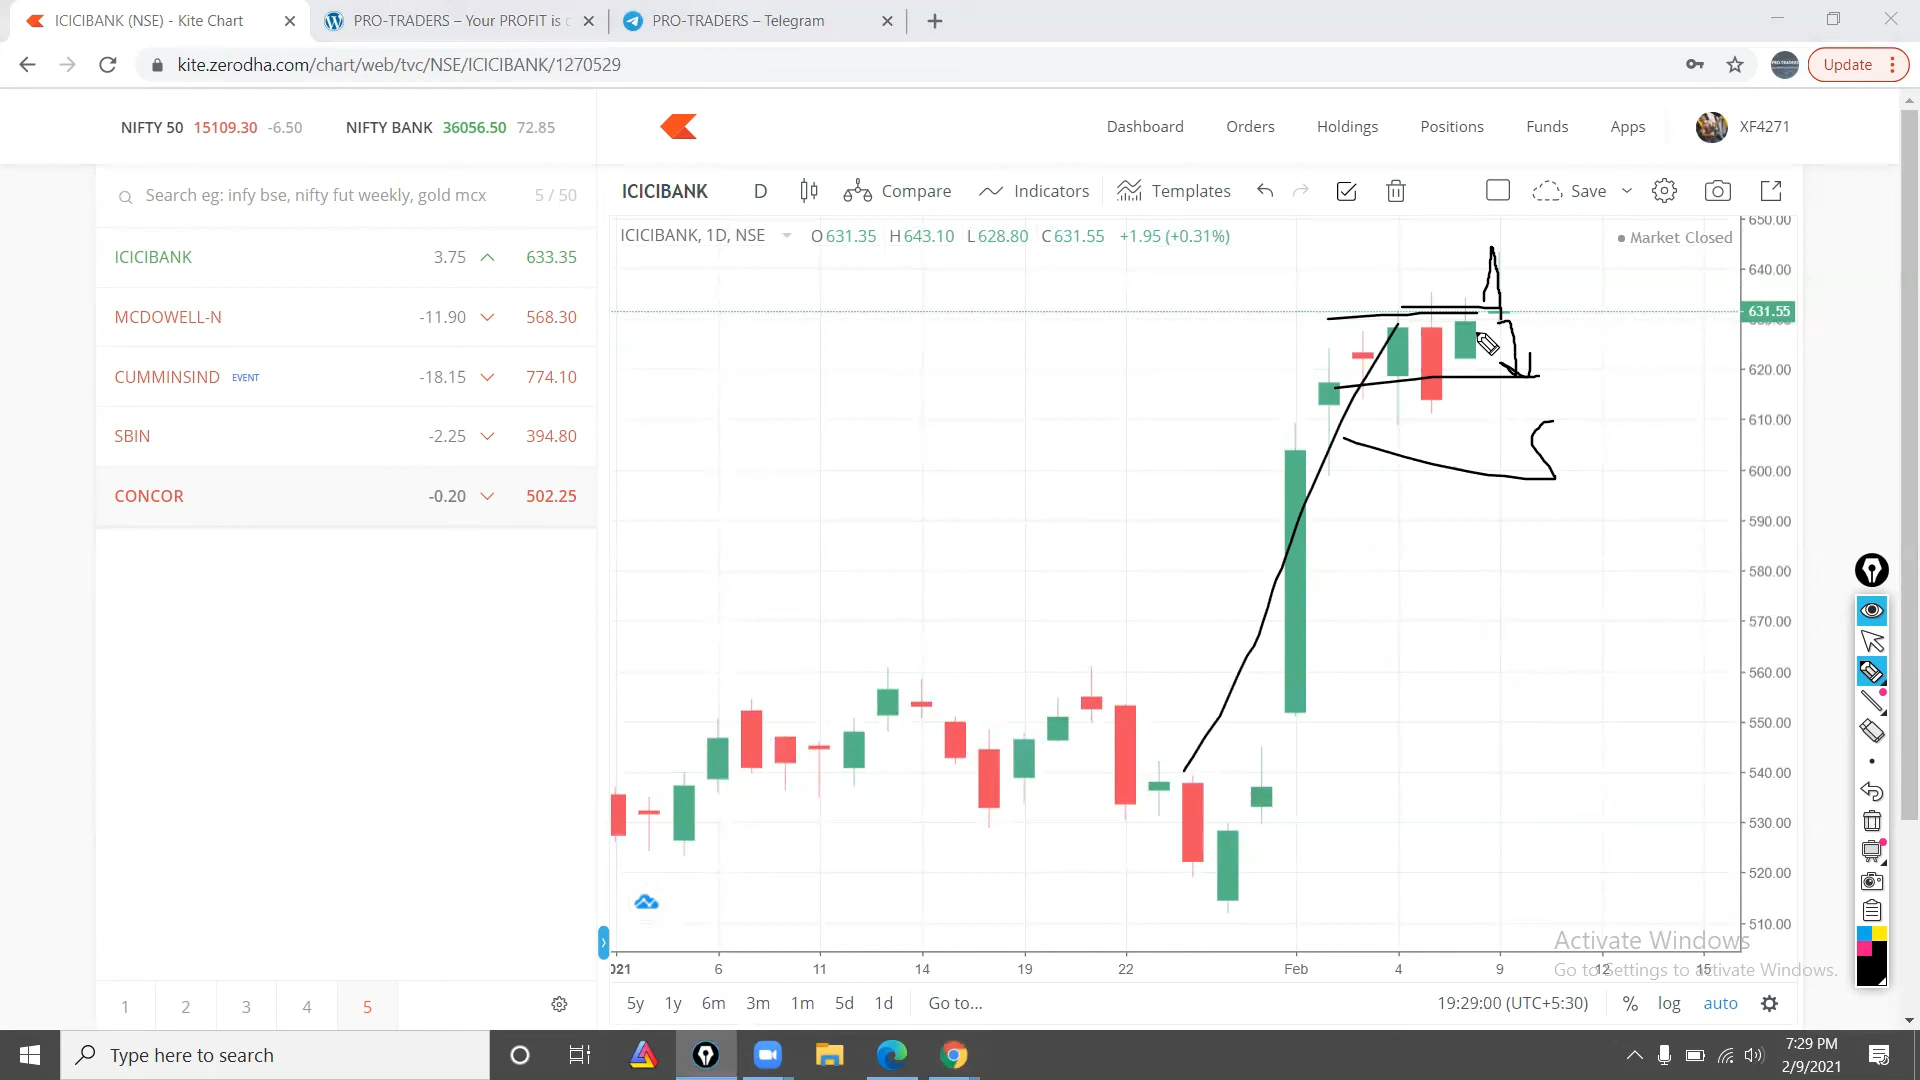 ICICIBANK (NSE) - Kite Chart
PRO-TRADERS – Your PROFIT is
PRO-TRADERS – Telegram
kite.zerodha.com/chart/web/tvc/NSE/ICICIBANK/1270529
Update
NIFTY 50 15109.30 -6.50 NIFTY BANK 36056.50 72.85
Dashboard Orders Holdings Positions Funds Apps XF4271
Search eg: infy bse, nifty fut weekly, gold mcx 5 / 50
ICICIBANK 3.75 633.35
MCDOWELL-N -11.90 568.30
CUMMINSIND EVENT -18.15 774.10
SBIN -2.25 394.80
CONCOR -0.20 502.25
1 2 3 4 5
ICICIBANK D Compare Indicators Templates Save
ICICIBANK, 1D, NSE O631.35 H643.10 L628.80 C631.55 +1.95 (+0.31%)
Market Closed
650.00
640.00
631.55
620.00
610.00
600.00
590.00
580.00
570.00
560.00
550.00
540.00
530.00
520.00
510.00
Activate Windows
Go to Settings to activate Windows.
021 6 11 14 19 22 Feb 4 9 12 15
5y 1y 6m 3m 1m 5d 1d Go to... 19:29:00 (UTC+5:30) % log auto
Type here to search
7:29 PM
2/9/2021